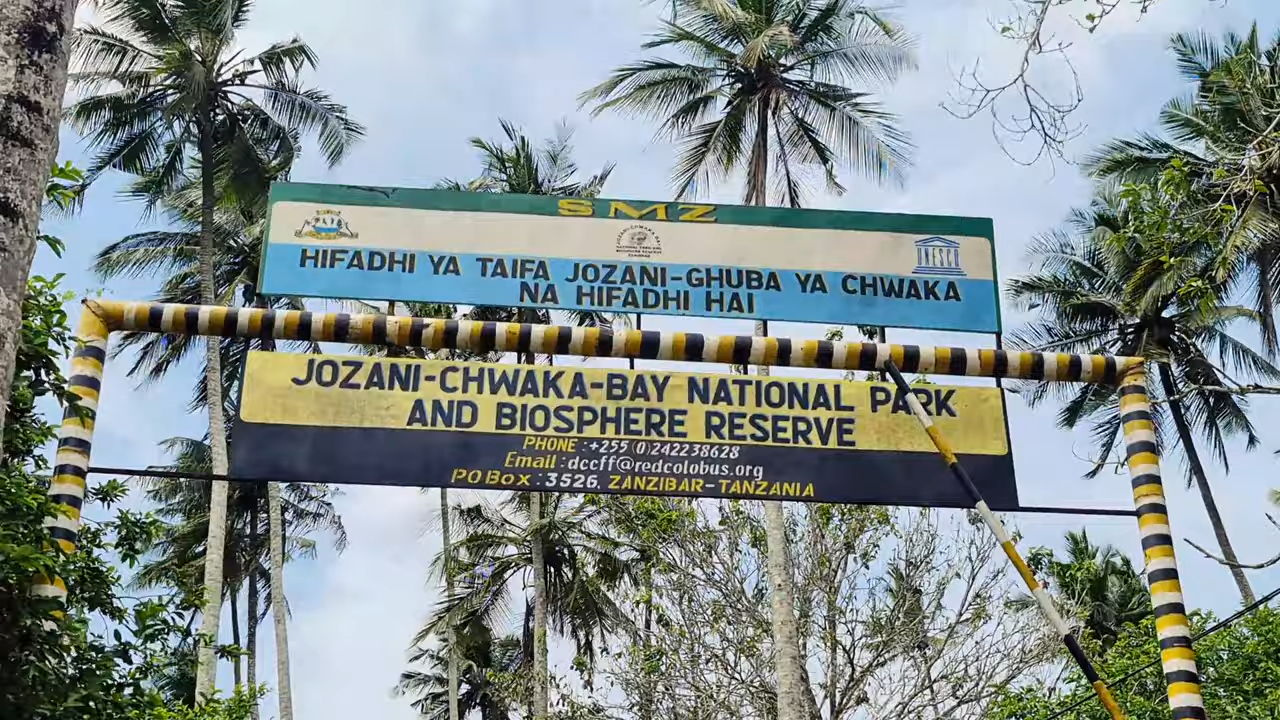 SMZ
UNESCO
HIFADHI YA TAIFA JOZANI-GHUBA YA CHWAKA
NA HIFADHI HAI
JOZANI-CHWAKA-BAY NATIONAL PARK
AND BIOSPHERE RESERVE
PHONE :+255 (0)242238628
Email :dccff@redcolobus.org
PO Box : 3526, ZANZIBAR-TANZANIA